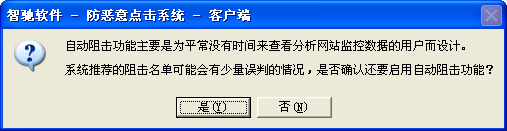 智驰软件 - 防恶意点击系统 - 客户端
自动阻击功能主要是为平常没有时间来查看分析网站监控数据的用户而设计。
系统推荐的阻击名单可能会有少量误判的情况，是否确认还要启用自动阻击功能？
是(Y) 否(N)